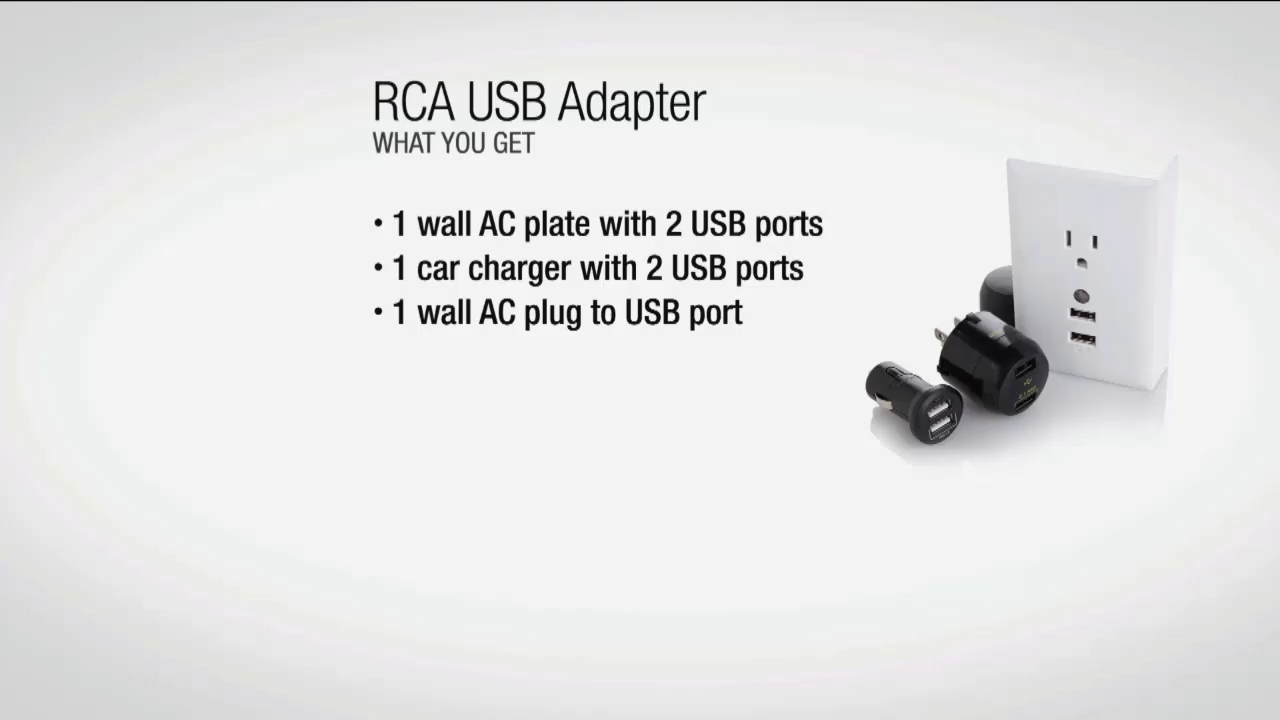 RCA USB Adapter
WHAT YOU GET
• 1 wall AC plate with 2 USB ports
• 1 car charger with 2 USB ports
• 1 wall AC plug to USB port